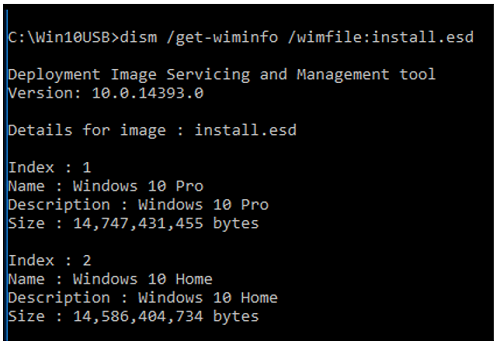 C:\Win10USB>dism /get-wiminfo /wimfile:install.esd
Deployment Image Servicing and Management tool
Version: 10.0.14393.0
Details for image : install.esd
Index : 1
Name : Windows 10 Pro
Description : Windows 10 Pro
Size : 14,747,431,455 bytes
Index : 2
Name : Windows 10 Home
Description : Windows 10 Home
Size : 14,586,404,734 bytes